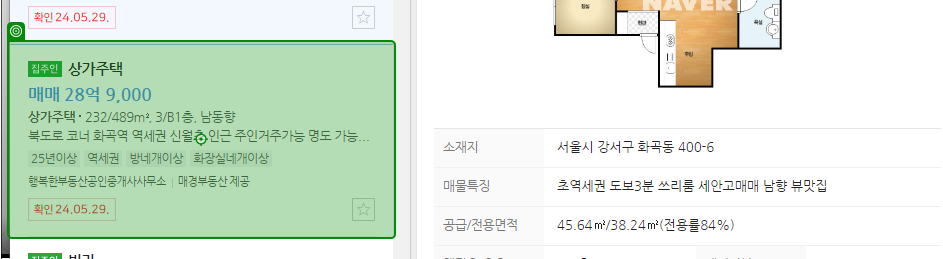 확인 24.05.29.
집주인 상가주택
매매 28억 9,000
상가주택 · 232/489m², 3/B1층, 남동향
북도로 코너 화곡역 역세권 신월 인근 주인거주가능 명도 가능...
25년이상 역세권 방네개이상 화장실네개이상
행복한부동산공인중개사사무소 | 매경부동산 제공
확인 24.05.29.
집주인
NAVER
현관
주방
욕실
소재지 서울시 강서구 화곡동 400-6
매물특징 초역세권 도보3분 쓰리룸 세안고매매 남향 뷰맛집
공급/전용면적 45.64㎡/38.24㎡(전용률84%)